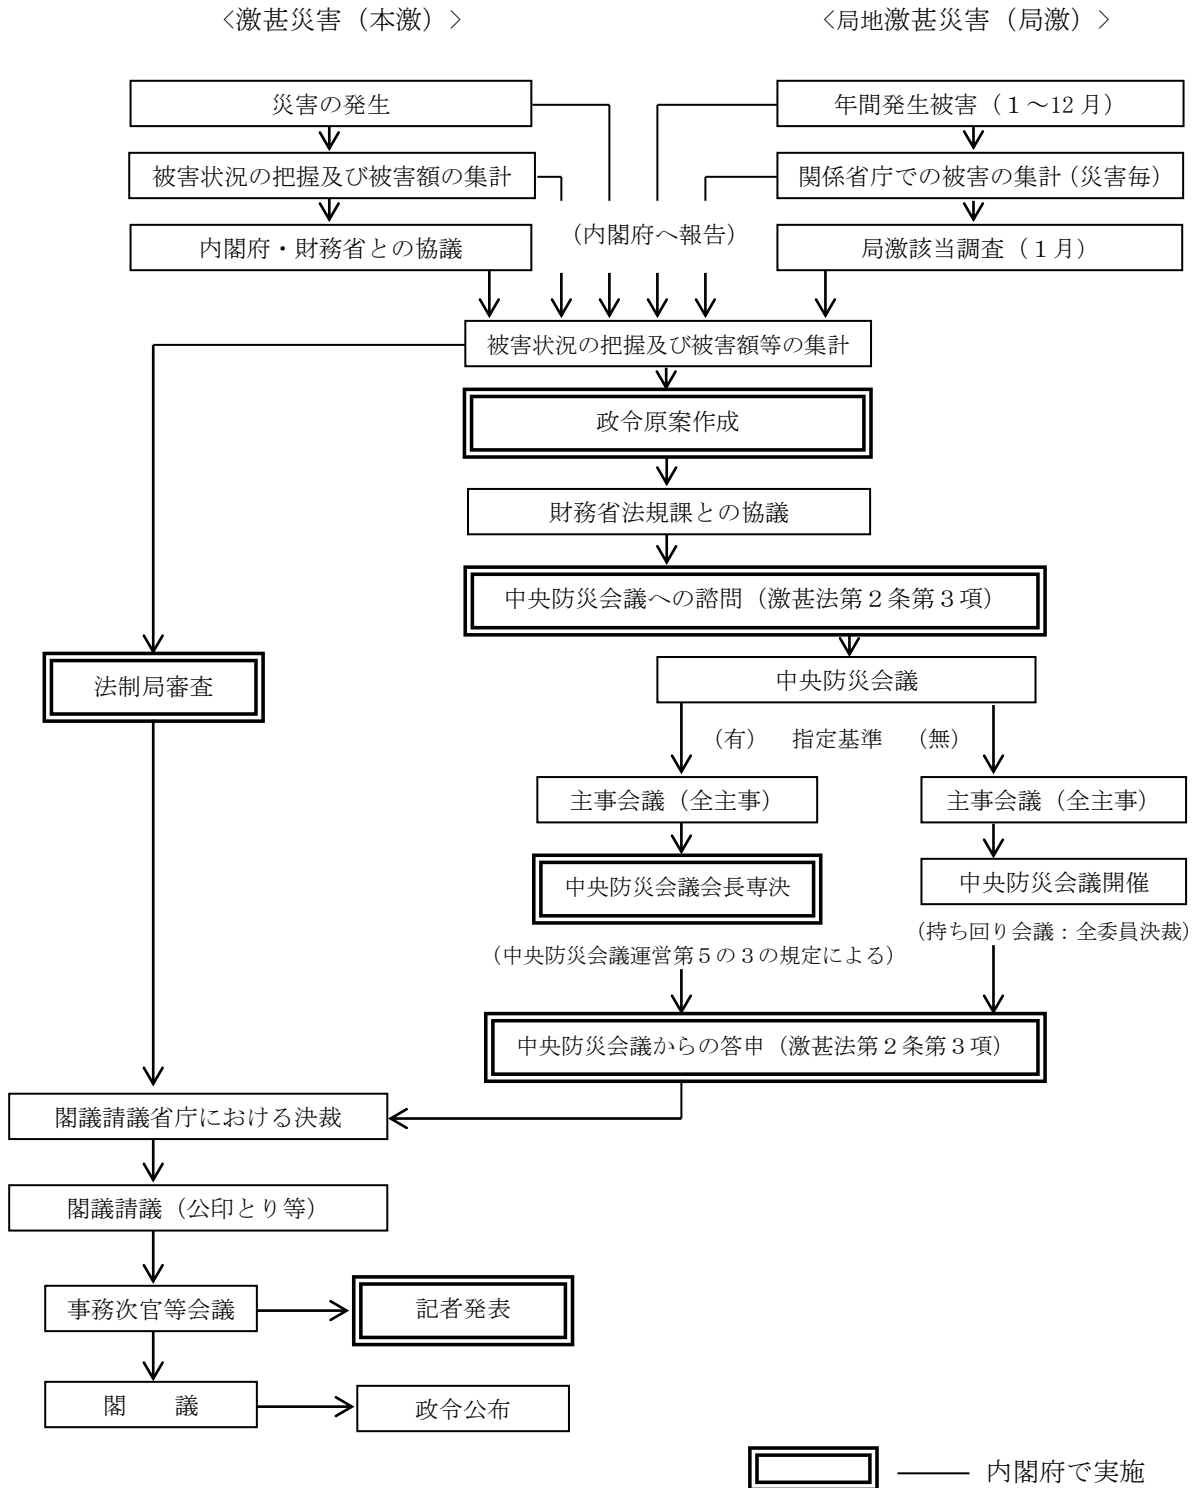 <激甚災害（本激）>
<局地激甚災害（局激）>
災害の発生
年間発生被害（１～12 月）
被害状況の把握及び被害額の集計
関係省庁での被害の集計（災害毎）
内閣府・財務省との協議
（内閣府へ報告）
局激該当調査（１月）
被害状況の把握及び被害額等の集計
政令原案作成
財務省法規課との協議
中央防災会議への諮問（激甚法第２条第３項）
法制局審査
中央防災会議
（有）　指定基準　（無）
主事会議（全主事）
主事会議（全主事）
中央防災会議会長専決
中央防災会議開催
（持ち回り会議：全委員決裁）
（中央防災会議運営第５の３の規定による）
中央防災会議からの答申（激甚法第２条第３項）
閣議請議省庁における決裁
閣議請議（公印とり等）
事務次官等会議
記者発表
閣　　議
政令公布
内閣府で実施